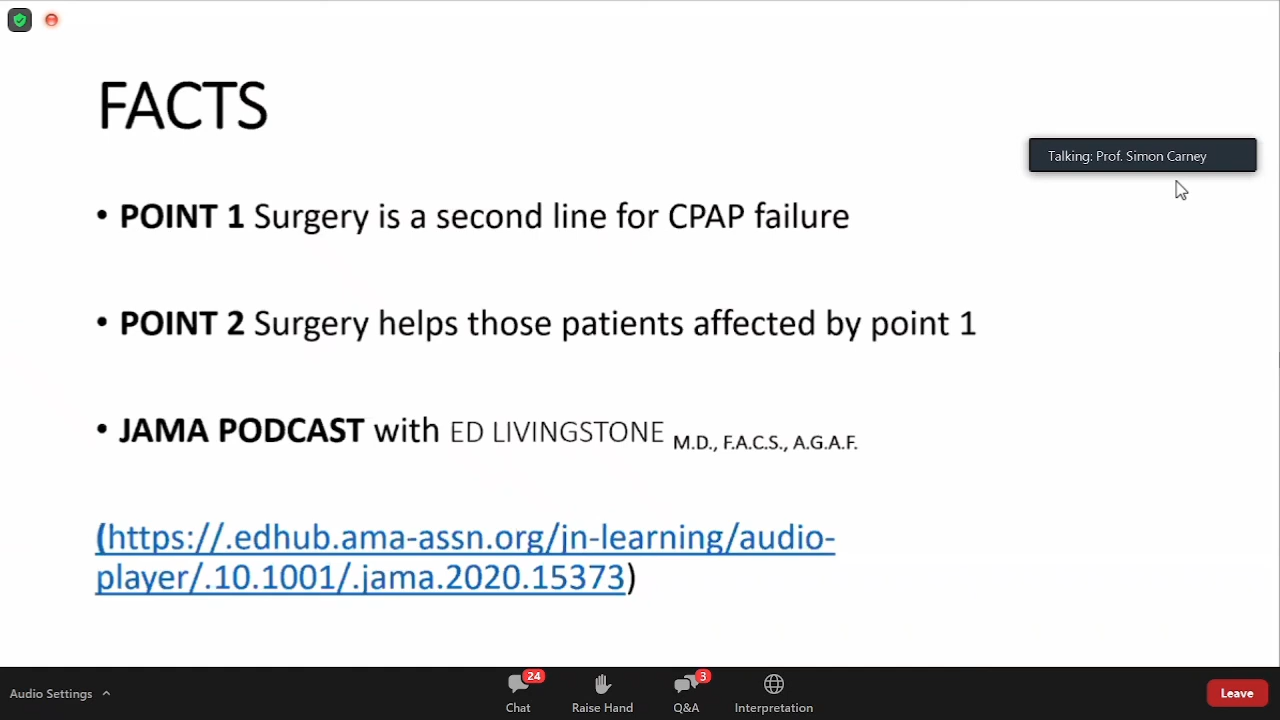 FACTS
Talking: Prof. Simon Carney
• POINT 1 Surgery is a second line for CPAP failure
• POINT 2 Surgery helps those patients affected by point 1
• JAMA PODCAST with ED LIVINGSTONE M.D., F.A.C.S., A.G.A.F.
(https://.edhub.ama-assn.org/jn-learning/audio-
player/.10.1001/.jama.2020.15373)
Audio Settings
24
Chat
Raise Hand
3
Q&A
Interpretation
Leave